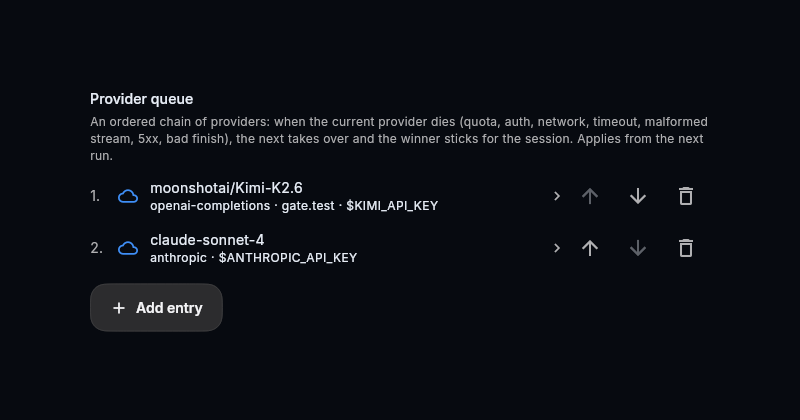 Provider queue
An ordered chain of providers: when the current provider dies (quota, auth, network, timeout, malformed
stream, 5xx, bad finish), the next takes over and the winner sticks for the session. Applies from the next
run.
1. moonshotai/Kimi-K2.6
openai-completions · gate.test · $KIMI_API_KEY
2. claude-sonnet-4
anthropic · $ANTHROPIC_API_KEY
+ Add entry